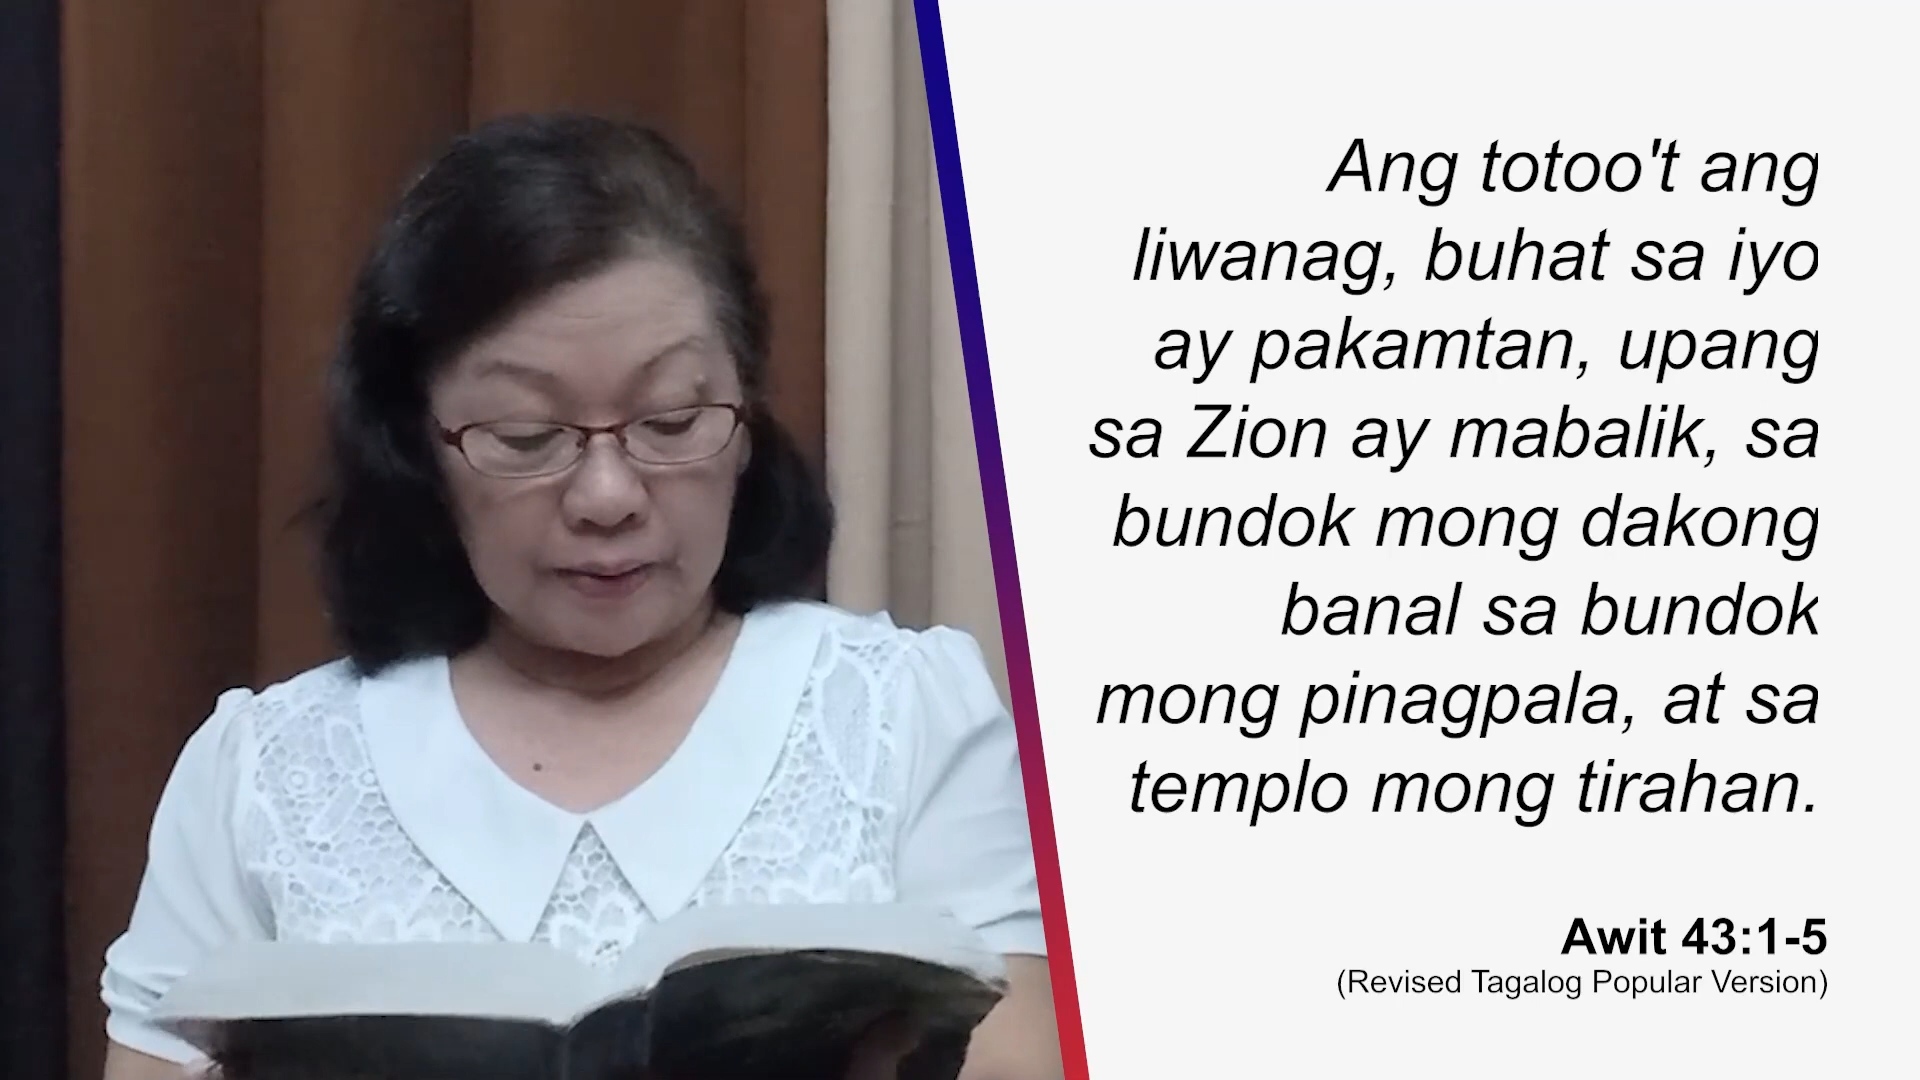 Ang totoo't ang
liwanag, buhat sa iyo
ay pakamtan, upang
sa Zion ay mabalik, sa
bundok mong dakong
banal sa bundok
mong pinagpala, at sa
templo mong tirahan.
Awit 43:1-5
(Revised Tagalog Popular Version)